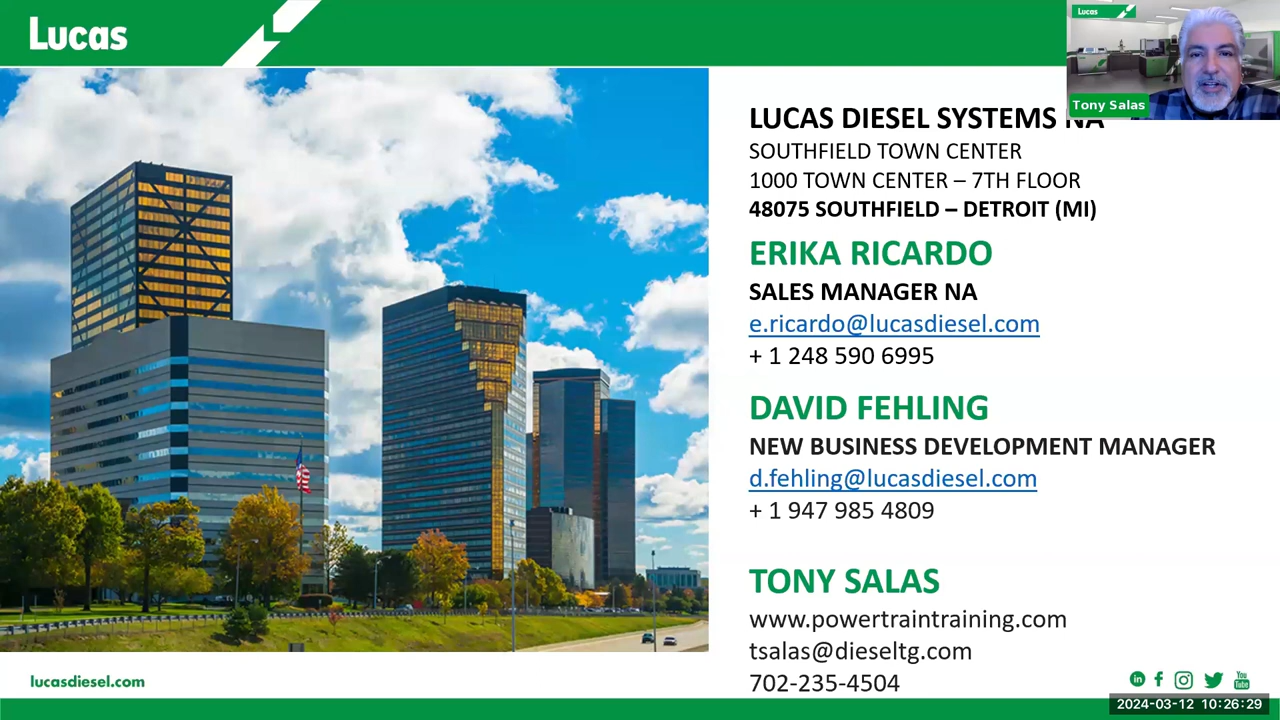 Lucas
Lucas
Tony Salas
LUCAS DIESEL SYSTEMS NA
SOUTHFIELD TOWN CENTER
1000 TOWN CENTER – 7TH FLOOR
48075 SOUTHFIELD – DETROIT (MI)
ERIKA RICARDO
SALES MANAGER NA
e.ricardo@lucasdiesel.com
+ 1 248 590 6995
DAVID FEHLING
NEW BUSINESS DEVELOPMENT MANAGER
d.fehling@lucasdiesel.com
+ 1 947 985 4809
TONY SALAS
www.powertraintraining.com
tsalas@dieseltg.com
702-235-4504
lucasdiesel.com
in f You Tube
2024-03-12 10:26:29